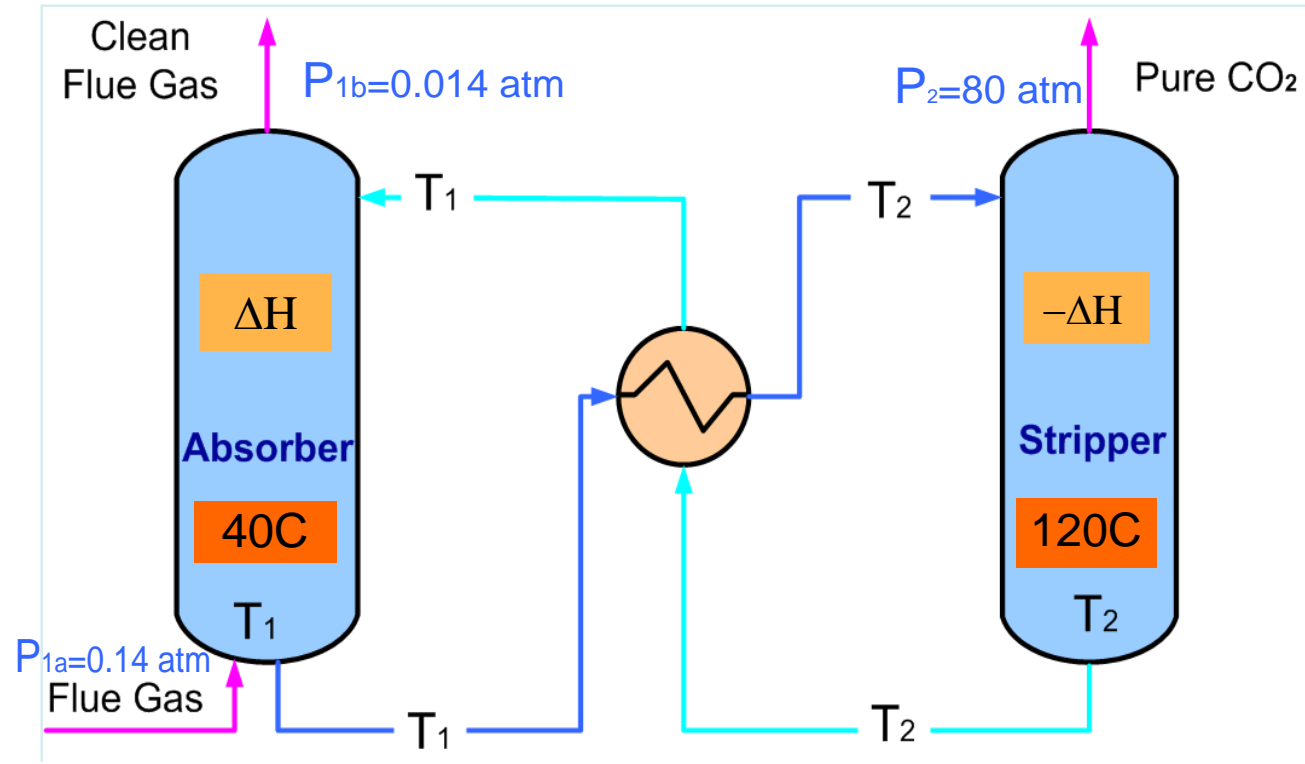 Clean
Flue Gas
P1b=0.014 atm
P2=80 atm
Pure CO₂
T1
T2
ΔH
−ΔH
Absorber
Stripper
40C
120C
T1
T2
P1a=0.14 atm
Flue Gas
T1
T2